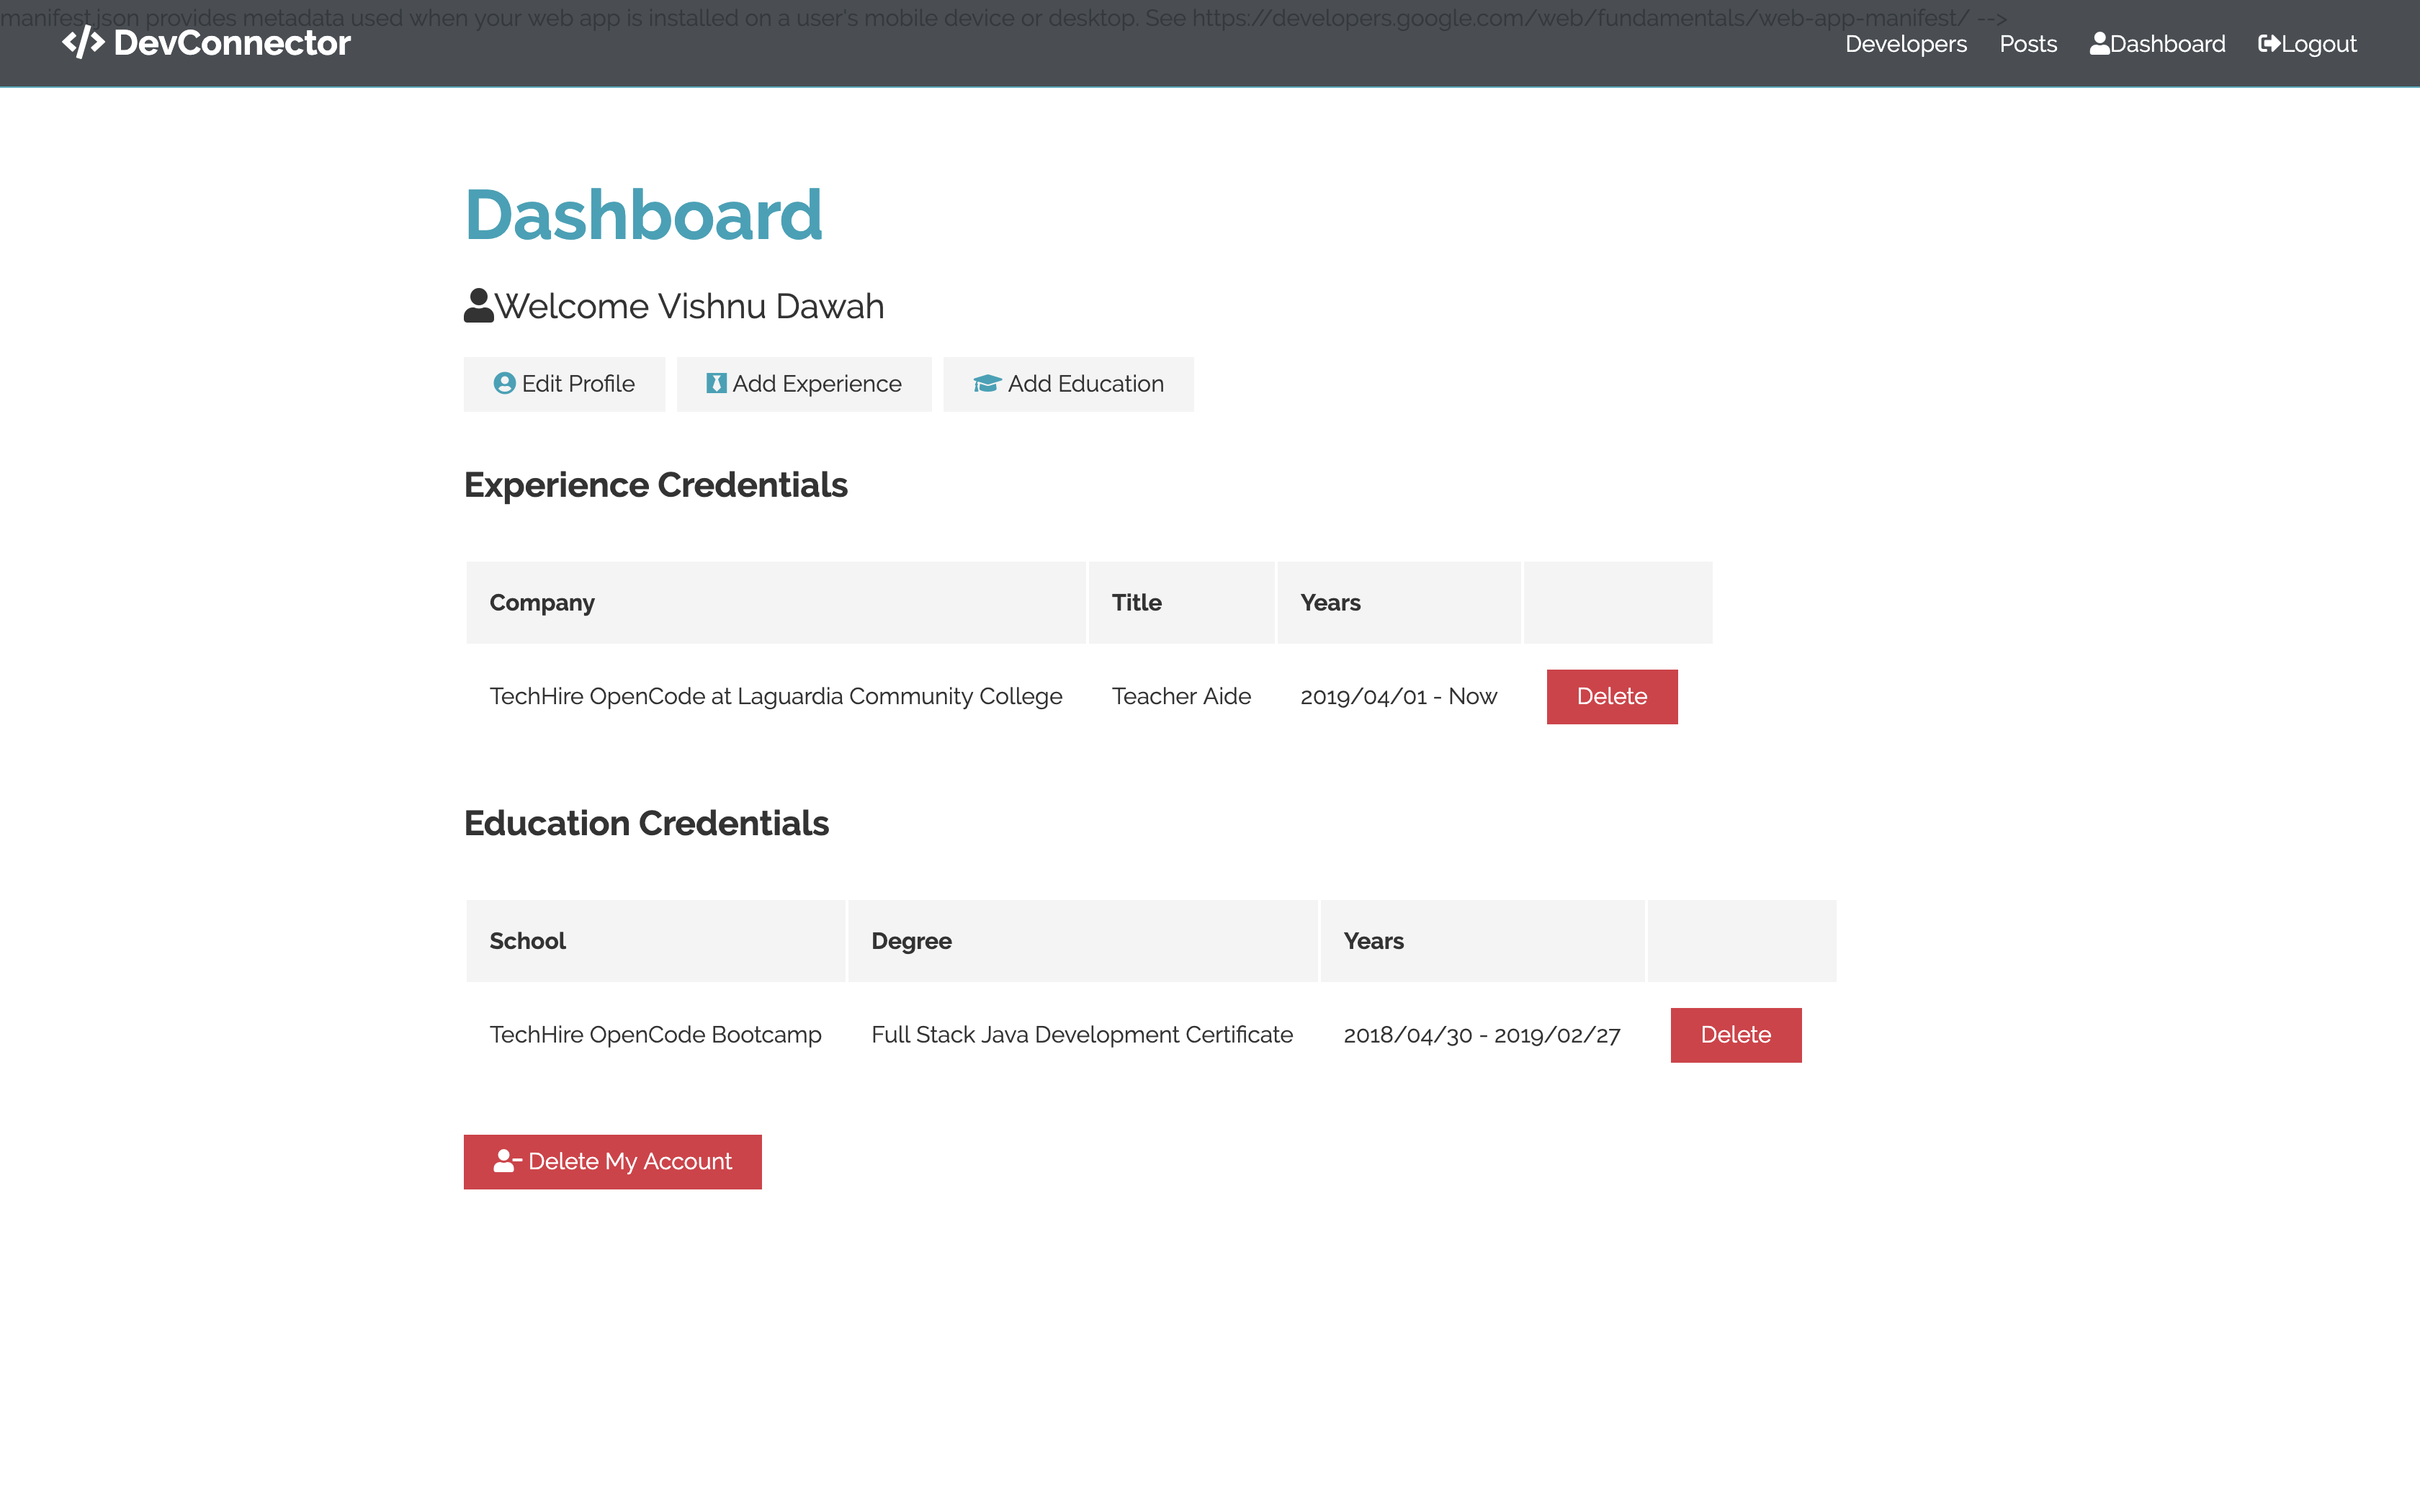 manifest.json provides metadata used when your web app is installed on a user's mobile device or desktop. See https://developers.google.com/web/fundamentals/web-app-manifest/ -->
DevConnector
Developers Posts Dashboard Logout
Dashboard
Welcome Vishnu Dawah
Edit Profile Add Experience Add Education
Experience Credentials
Company Title Years
TechHire OpenCode at Laguardia Community College Teacher Aide 2019/04/01 - Now Delete
Education Credentials
School Degree Years
TechHire OpenCode Bootcamp Full Stack Java Development Certificate 2018/04/30 - 2019/02/27 Delete
Delete My Account